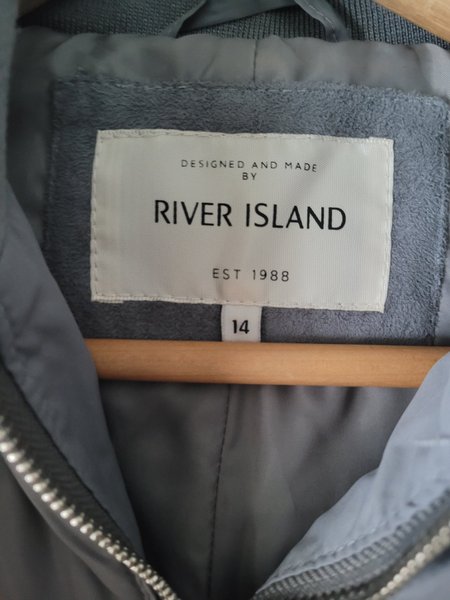 DESIGNED AND MADE
BY
RIVER ISLAND
EST 1988
14